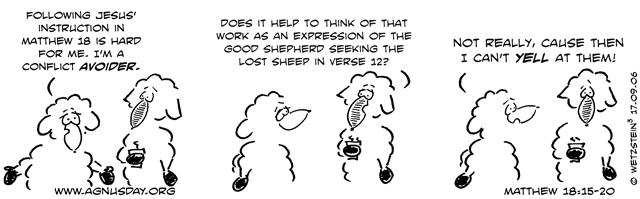 FOLLOWING JESUS'
INSTRUCTION IN
MATTHEW 18 IS HARD
FOR ME. I'M A
CONFLICT AVOIDER.
DOES IT HELP TO THINK OF THAT
WORK AS AN EXPRESSION OF THE
GOOD SHEPHERD SEEKING THE
LOST SHEEP IN VERSE 12?
NOT REALLY, CAUSE THEN
I CAN'T YELL AT THEM!
WWW.AGNUSDAY.ORG
MATTHEW 18:15-20
© WETZSTEIN³ 17.09.06